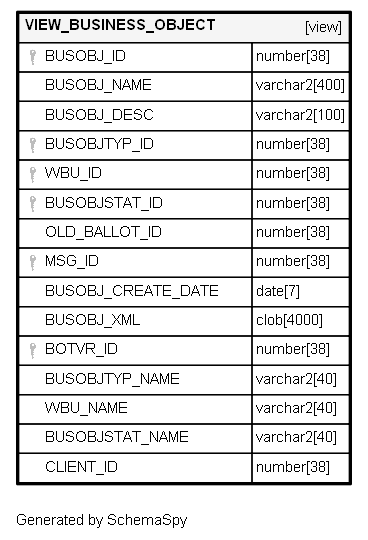 VIEW_BUSINESS_OBJECT [view]
BUSOBJ_ID number[38]
BUSOBJ_NAME varchar2[400]
BUSOBJ_DESC varchar2[100]
BUSOBJTYP_ID number[38]
WBU_ID number[38]
BUSOBJSTAT_ID number[38]
OLD_BALLOT_ID number[38]
MSG_ID number[38]
BUSOBJ_CREATE_DATE date[7]
BUSOBJ_XML clob[4000]
BOTVR_ID number[38]
BUSOBJTYP_NAME varchar2[40]
WBU_NAME varchar2[40]
BUSOBJSTAT_NAME varchar2[40]
CLIENT_ID number[38]
Generated by SchemaSpy